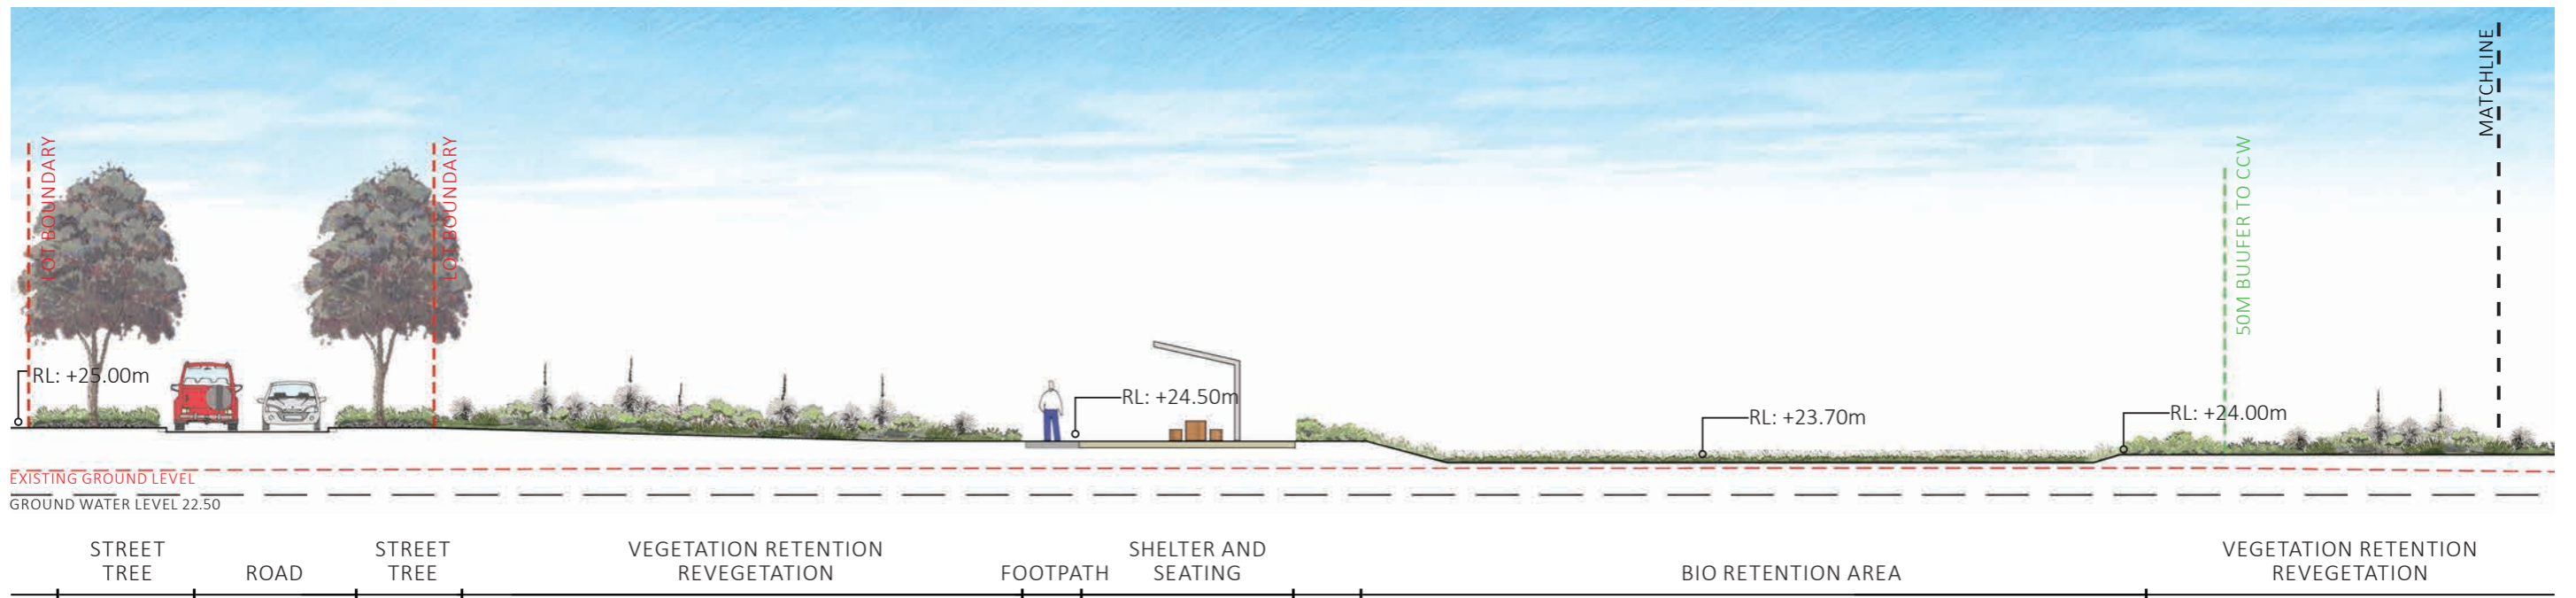 MATCHLINE
LOT BOUNDARY
LOT BOUNDARY
50M BUUFER TO CCW
RL: +25.00m
RL: +24.50m
RL: +23.70m
RL: +24.00m
EXISTING GROUND LEVEL
GROUND WATER LEVEL 22.50
STREET
TREE
ROAD
STREET
TREE
VEGETATION RETENTION
REVEGETATION
FOOTPATH
SHELTER AND
SEATING
BIO RETENTION AREA
VEGETATION RETENTION
REVEGETATION